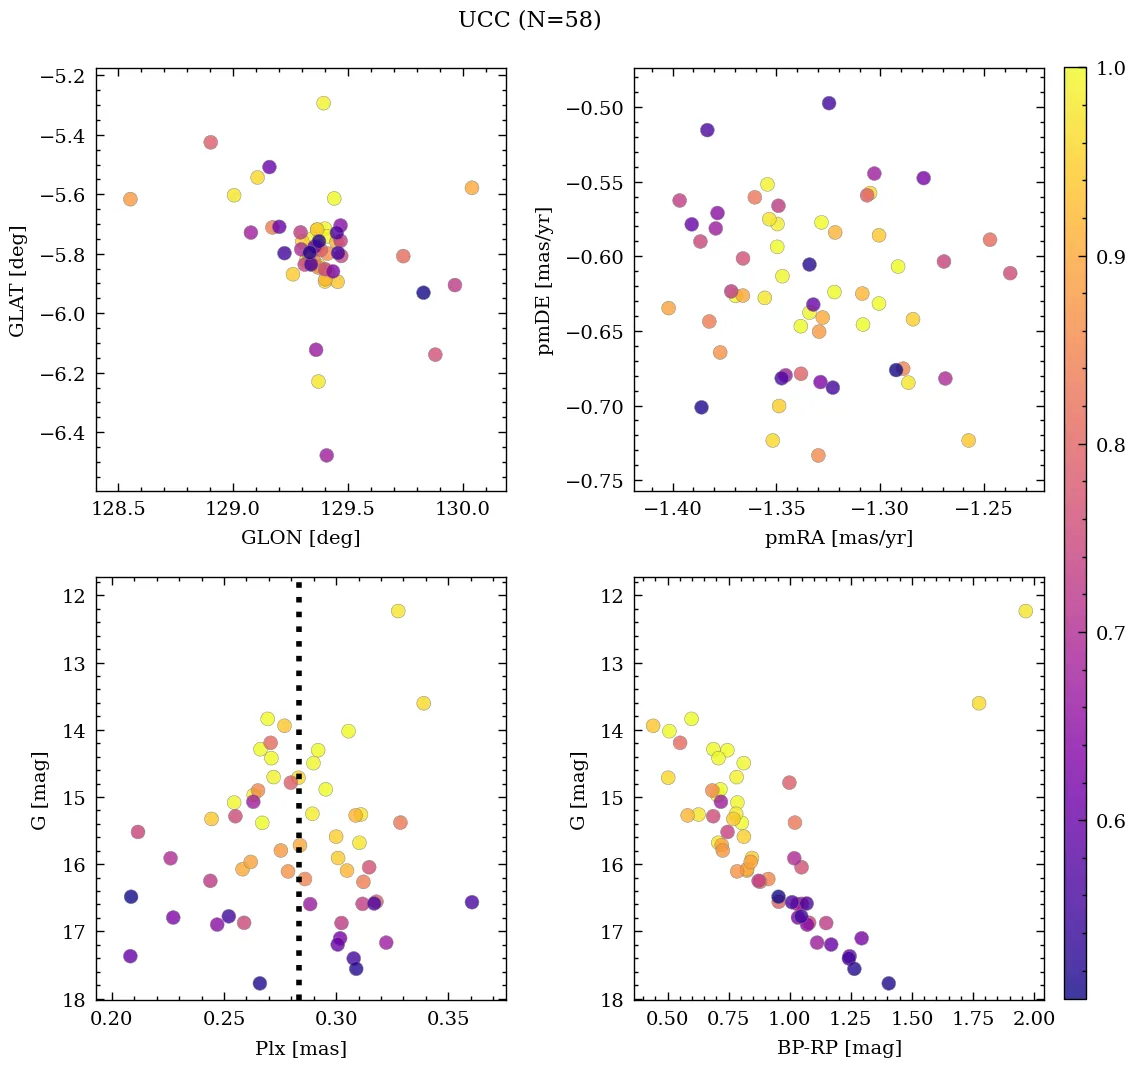 UCC (N=58)
−5.2
−5.4
−5.6
−5.8
−6.0
−6.2
−6.4
GLAT [deg]
128.5 129.0 129.5 130.0
GLON [deg]
−0.50
−0.55
−0.60
−0.65
−0.70
−0.75
pmDE [mas/yr]
−1.40 −1.35 −1.30 −1.25
pmRA [mas/yr]
12
13
14
15
16
17
18
G [mag]
0.20 0.25 0.30 0.35
Plx [mas]
12
13
14
15
16
17
18
G [mag]
0.50 0.75 1.00 1.25 1.50 1.75 2.00
BP-RP [mag]
1.0
0.9
0.8
0.7
0.6